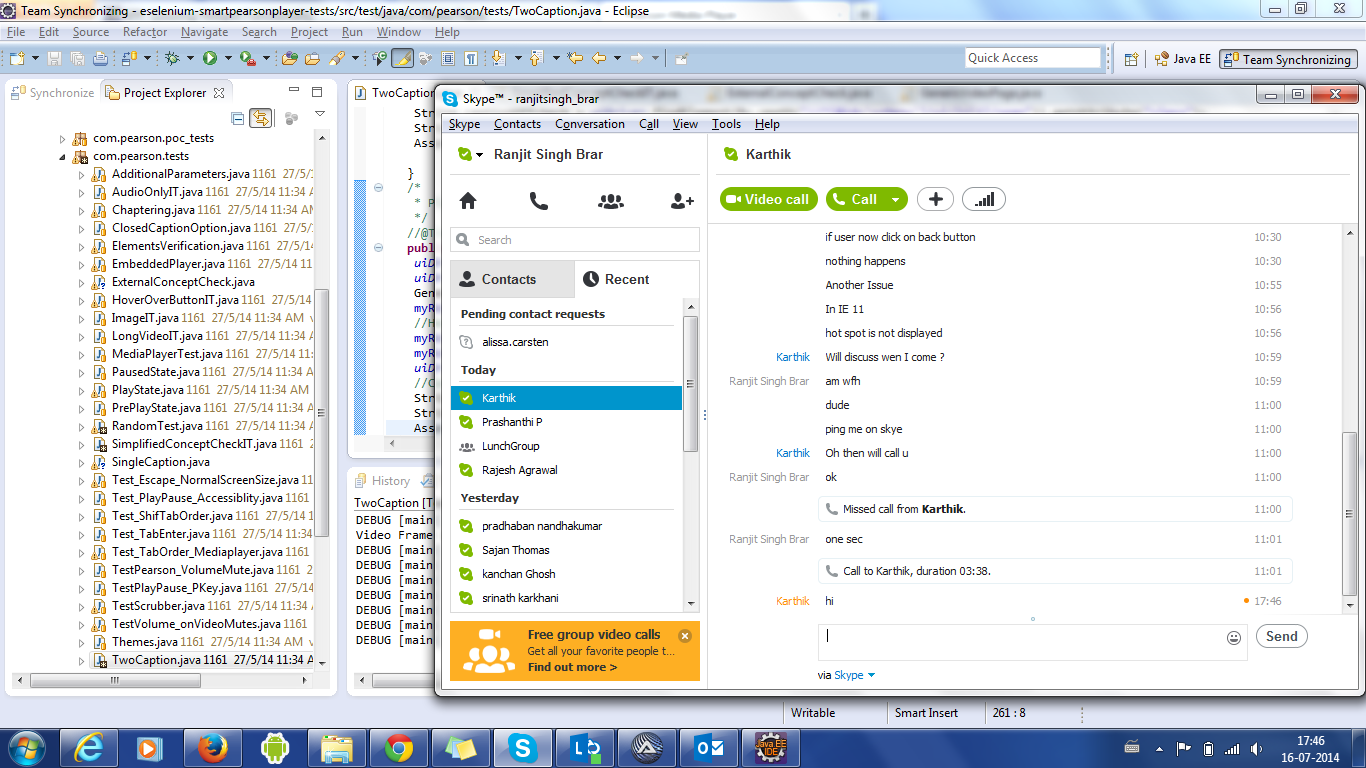 Team Synchronizing - eselenium-smartpearsonplayer-tests/src/test/java/com/pearson/tests/TwoCaption.java - Eclipse
File Edit Source Refactor Navigate Search Project Run Window Help
Quick Access
Java EE
Team Synchronizing
Synchronize
Project Explorer
com.pearson.poc_tests
com.pearson.tests
AdditionalParameters.java 1161 27/5/1
AudioOnlyIT.java 1161 27/5/14 11:34 A
Chaptering.java 1161 27/5/14 11:34 AM
ClosedCaptionOption.java 1161 27/5/14
ElementsVerification.java 1161 27/5/14
EmbeddedPlayer.java 1161 27/5/14 11
ExternalConceptCheck.java
HoverOverButtonIT.java 1161 27/5/14
ImageIT.java 1161 27/5/14 11:34 AM v
LongVideoIT.java 1161 27/5/14 11:34 A
MediaPlayerTest.java 1161 27/5/14 11:
PausedState.java 1161 27/5/14 11:34 A
PlayState.java 1161 27/5/14 11:34 AM
PrePlayState.java 1161 27/5/14 11:34 A
RandomTest.java 1161 27/5/14 11:34 A
SimplifiedConceptCheckIT.java 1161 2
SingleCaption.java
Test_Escape_NormalScreenSize.java 11
Test_PlayPause_Accessiblity.java 1161
Test_ShifTabOrder.java 1161 27/5/14 1
Test_TabEnter.java 1161 27/5/14 11:34
Test_TabOrder_Mediaplayer.java 1161
TestPearson_VolumeMute.java 1161 2
TestPlayPause_PKey.java 1161 27/5/14
TestScrubber.java 1161 27/5/14 11:34 A
TestVolume_onVideoMutes.java 1161
Themes.java 1161 27/5/14 11:34 AM v
TwoCaption.java 1161 27/5/14 11:34 A
TwoCaption
Str
Str
Ass
}
/*
* P
*/
//@T
publ
uiD
uiD
Gen
myR
//H
myR
myR
uiD
//C
Str
Str
Ass
History
TwoCaption [T
DEBUG [main
Video Frame
DEBUG [main
DEBUG [main
DEBUG [main
DEBUG [main
DEBUG [main
DEBUG [main
DEBUG [main
Skype™ - ranjitsingh_brar
Skype Contacts Conversation Call View Tools Help
Ranjit Singh Brar
Search
Contacts
Recent
Pending contact requests
alissa.carsten
Today
Karthik
Prashanthi P
LunchGroup
Rajesh Agrawal
Yesterday
pradhaban nandhakumar
Sajan Thomas
kanchan Ghosh
srinath karkhani
Free group video calls
Get all your favorite people t...
Find out more >
Karthik
Video call
Call
if user now click on back button 10:30
nothing happens 10:30
Another Issue 10:55
In IE 11 10:56
hot spot is not displayed 10:56
Karthik Will discuss wen I come ? 10:59
Ranjit Singh Brar am wfh 10:59
dude 11:00
ping me on skye 11:00
Karthik Oh then will call u 11:00
Ranjit Singh Brar ok 11:00
Missed call from Karthik. 11:00
Ranjit Singh Brar one sec 11:01
Call to Karthik, duration 03:38. 11:01
Karthik hi 17:46
Send
via Skype
Writable
Smart Insert
261 : 8
Java EE
IDE
17:46
16-07-2014